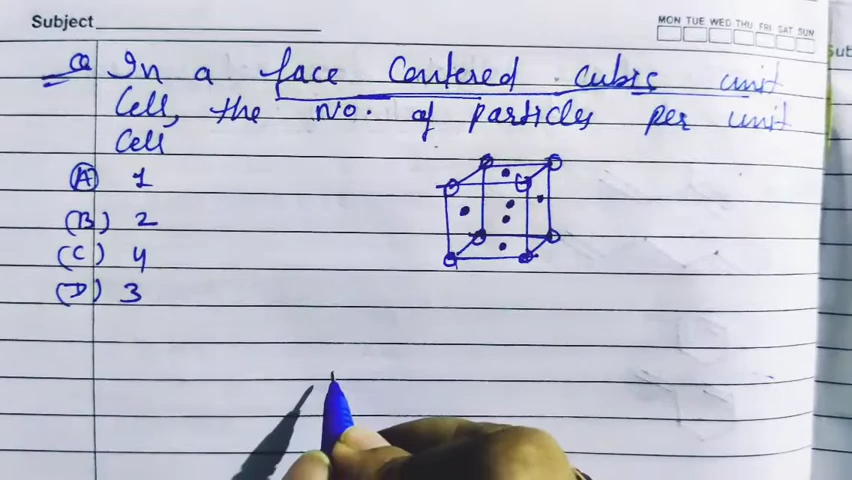 Subject
MON TUE WED THU FRI SAT SUN
Sub
Q In a face Centered cubic unit
Cell, the No. of particles per unit
Cell
(A) 1
(B) 2
(C) 4
(D) 3